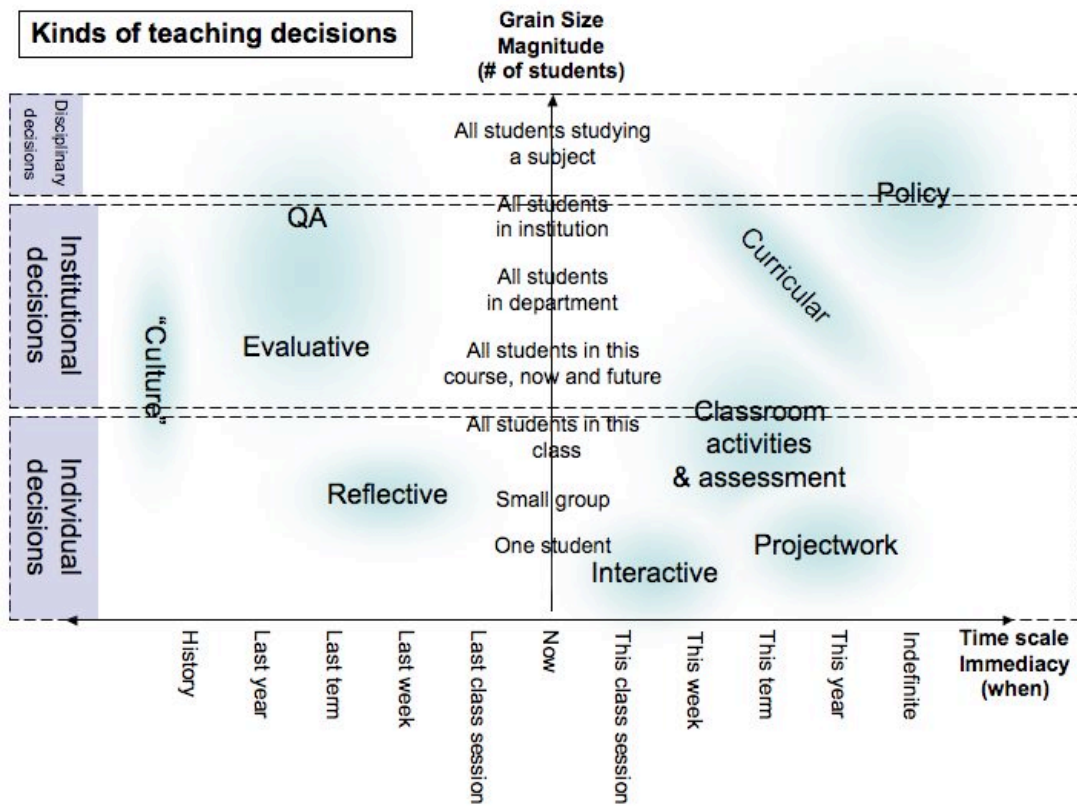 Kinds of teaching decisions
Grain Size
Magnitude
(# of students)
Disciplinary
decisions
Institutional
decisions
Individual
decisions
All students studying
a subject
All students
in institution
All students
in department
All students in this
course, now and future
All students in this
class
Small group
One student
QA
Evaluative
“Culture”
Reflective
Policy
Curricular
Classroom
activities
& assessment
Projectwork
Interactive
History
Last year
Last term
Last week
Last class session
Now
This class session
This week
This term
This year
Indefinite
Time scale
Immediacy
(when)